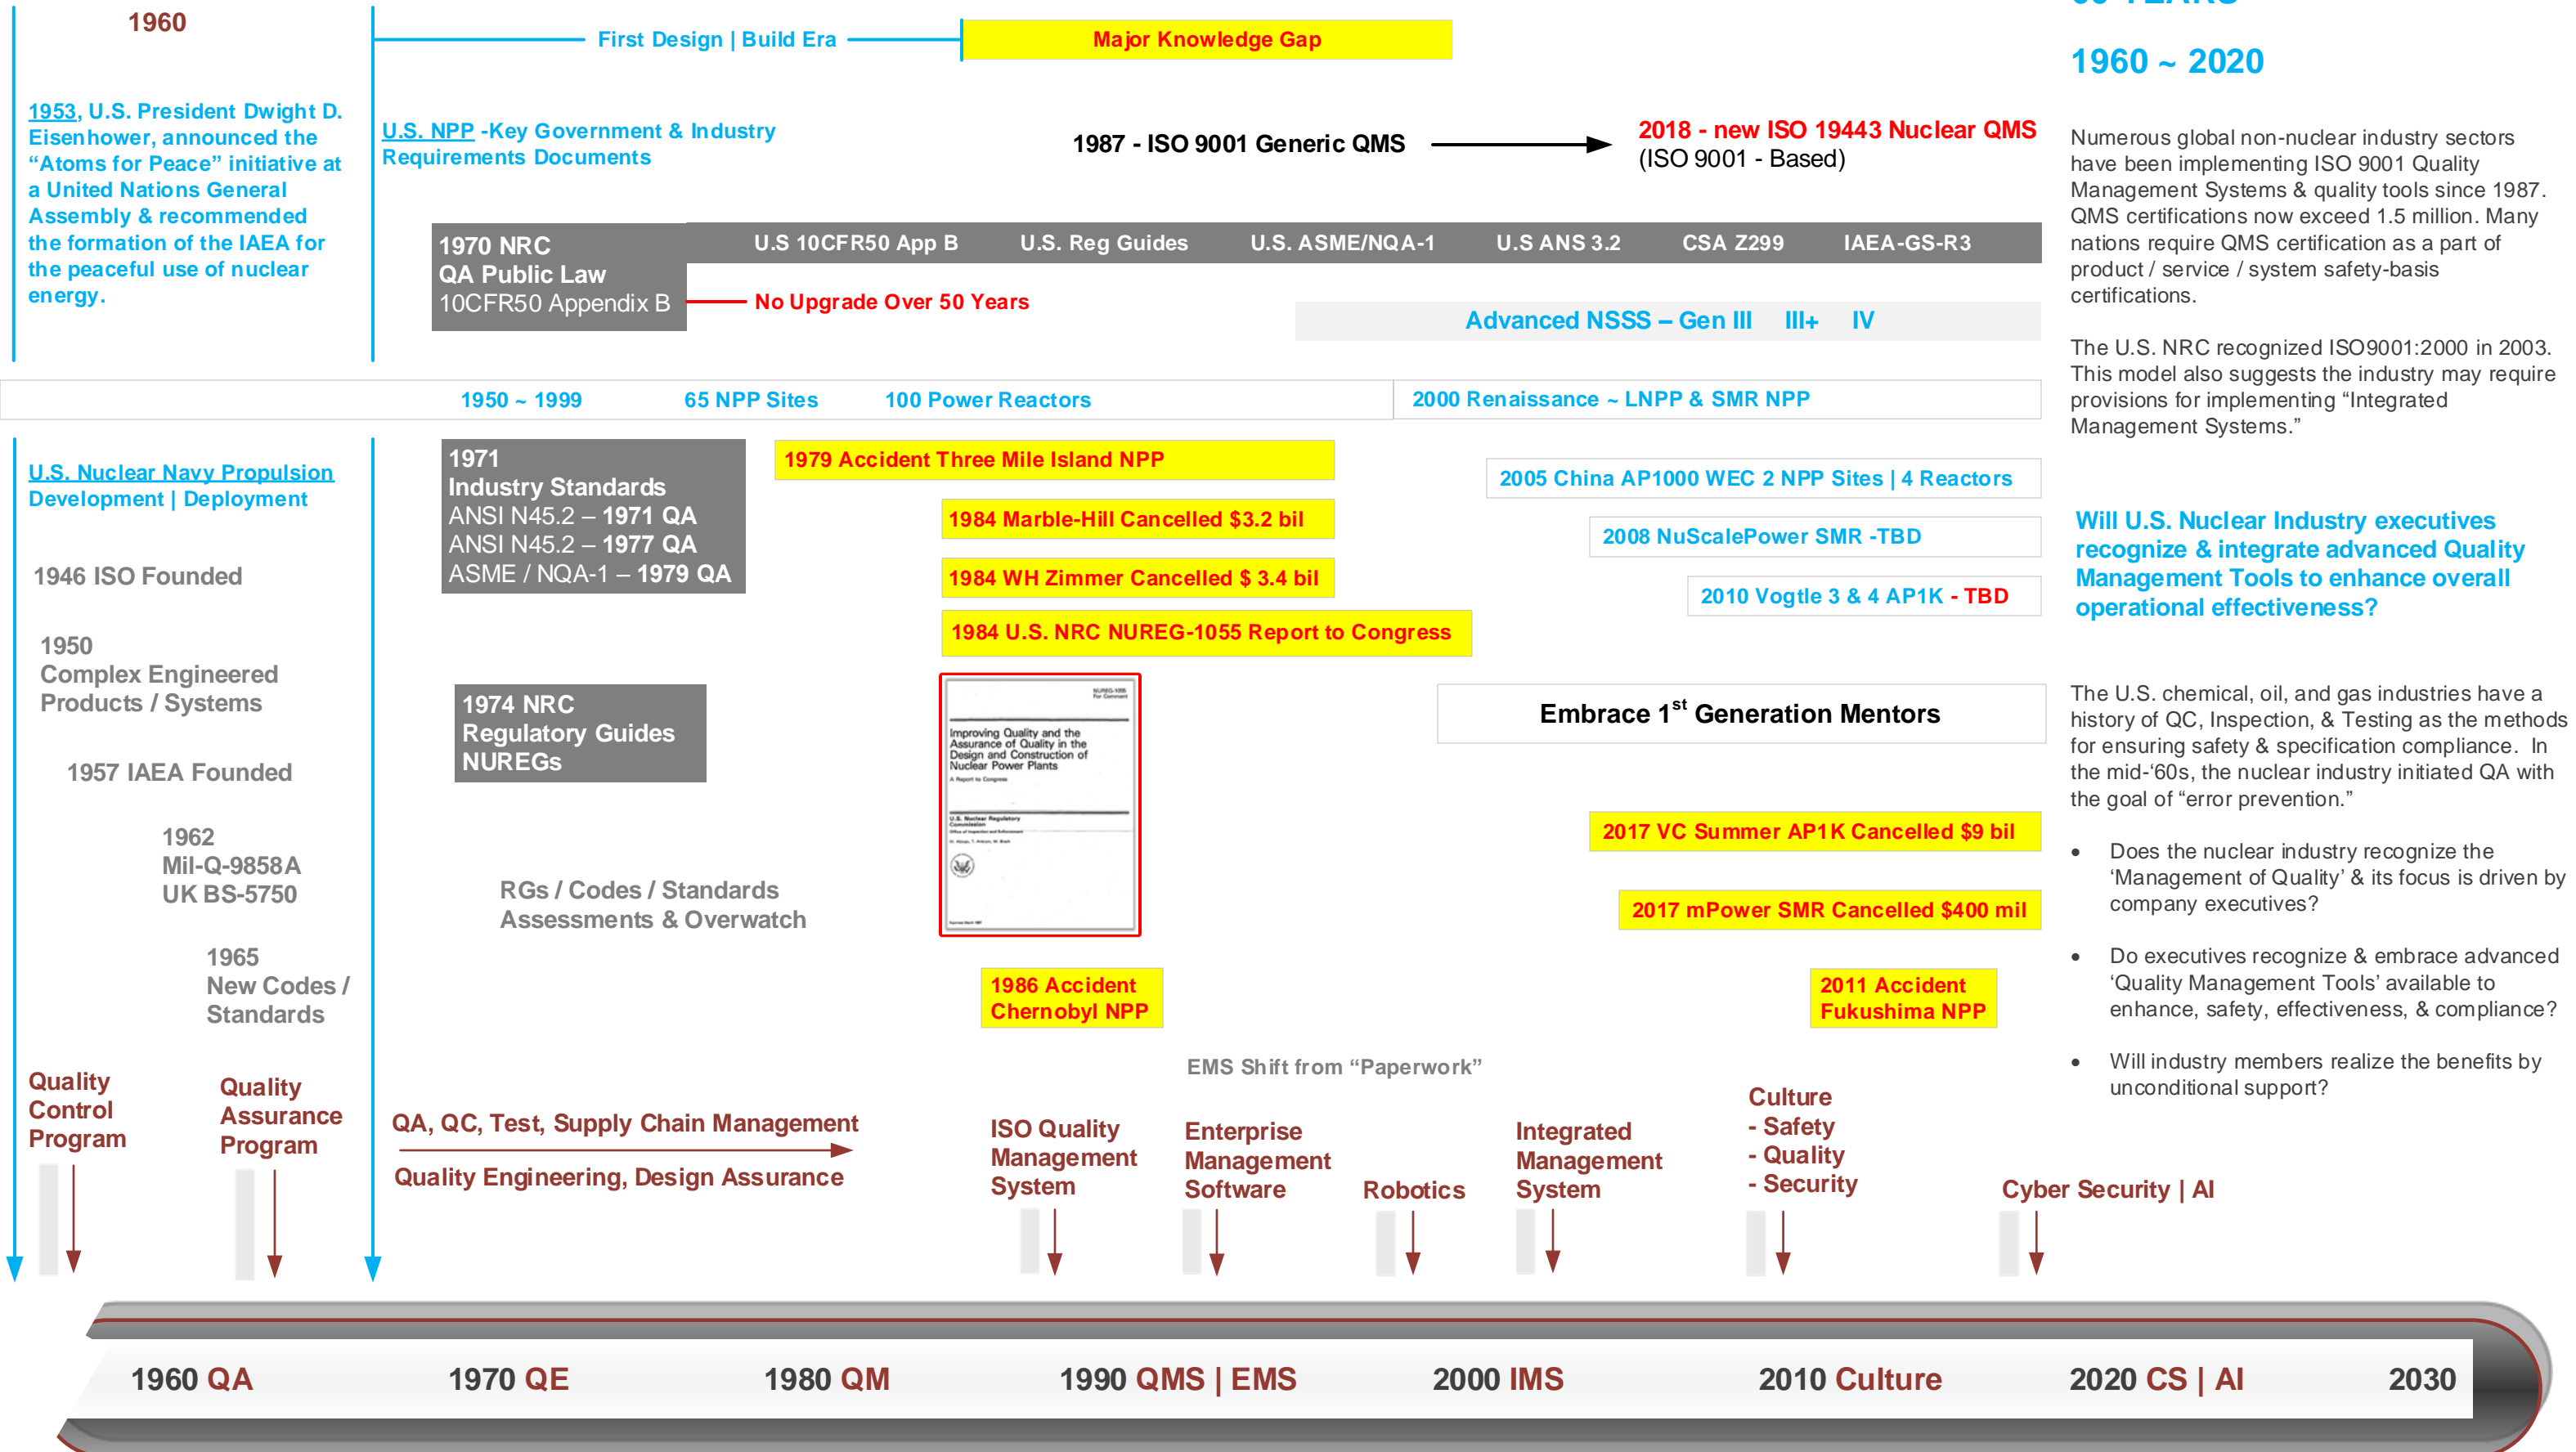 1960
First Design | Build Era
Major Knowledge Gap
YEARS
1960 ~ 2020
1953, U.S. President Dwight D.
Eisenhower, announced the
“Atoms for Peace” initiative at
a United Nations General
Assembly & recommended
the formation of the IAEA for
the peaceful use of nuclear
energy.
U.S. NPP -Key Government & Industry
Requirements Documents
1987 - ISO 9001 Generic QMS
2018 - new ISO 19443 Nuclear QMS
(ISO 9001 - Based)
1970 NRC
QA Public Law
10CFR50 Appendix B
U.S 10CFR50 App B
U.S. Reg Guides
U.S. ASME/NQA-1
U.S ANS 3.2
CSA Z299
IAEA-GS-R3
No Upgrade Over 50 Years
Advanced NSSS – Gen III III+ IV
1950 ~ 1999
65 NPP Sites
100 Power Reactors
2000 Renaissance ~ LNPP & SMR NPP
U.S. Nuclear Navy Propulsion
Development | Deployment
1946 ISO Founded
1950
Complex Engineered
Products / Systems
1957 IAEA Founded
1962
Mil-Q-9858A
UK BS-5750
1965
New Codes /
Standards
1971
Industry Standards
ANSI N45.2 – 1971 QA
ANSI N45.2 – 1977 QA
ASME / NQA-1 – 1979 QA
1974 NRC
Regulatory Guides
NUREGs
RGs / Codes / Standards
Assessments & Overwatch
1979 Accident Three Mile Island NPP
1984 Marble-Hill Cancelled $3.2 bil
1984 WH Zimmer Cancelled $ 3.4 bil
1984 U.S. NRC NUREG-1055 Report to Congress
NUREG-1055
For Comment
Improving Quality and the
Assurance of Quality in the
Design and Construction of
Nuclear Power Plants
A Report to Congress
U.S. Nuclear Regulatory
Commission
Office of Inspection and Enforcement
1986 Accident
Chernobyl NPP
2005 China AP1000 WEC 2 NPP Sites | 4 Reactors
2008 NuScalePower SMR -TBD
2010 Vogtle 3 & 4 AP1K - TBD
Embrace 1st Generation Mentors
2017 VC Summer AP1K Cancelled $9 bil
2017 mPower SMR Cancelled $400 mil
2011 Accident
Fukushima NPP
Numerous global non-nuclear industry sectors
have been implementing ISO 9001 Quality
Management Systems & quality tools since 1987.
QMS certifications now exceed 1.5 million. Many
nations require QMS certification as a part of
product / service / system safety-basis
certifications.
The U.S. NRC recognized ISO9001:2000 in 2003.
This model also suggests the industry may require
provisions for implementing “Integrated
Management Systems.”
Will U.S. Nuclear Industry executives
recognize & integrate advanced Quality
Management Tools to enhance overall
operational effectiveness?
The U.S. chemical, oil, and gas industries have a
history of QC, Inspection, & Testing as the methods
for ensuring safety & specification compliance. In
the mid-‘60s, the nuclear industry initiated QA with
the goal of “error prevention.”
• Does the nuclear industry recognize the
‘Management of Quality’ & its focus is driven by
company executives?
• Do executives recognize & embrace advanced
‘Quality Management Tools’ available to
enhance, safety, effectiveness, & compliance?
• Will industry members realize the benefits by
unconditional support?
Quality
Control
Program
Quality
Assurance
Program
QA, QC, Test, Supply Chain Management
Quality Engineering, Design Assurance
ISO Quality
Management
System
EMS Shift from “Paperwork”
Enterprise
Management
Software
Robotics
Integrated
Management
System
Culture
- Safety
- Quality
- Security
Cyber Security | AI
1960 QA
1970 QE
1980 QM
1990 QMS | EMS
2000 IMS
2010 Culture
2020 CS | AI
2030